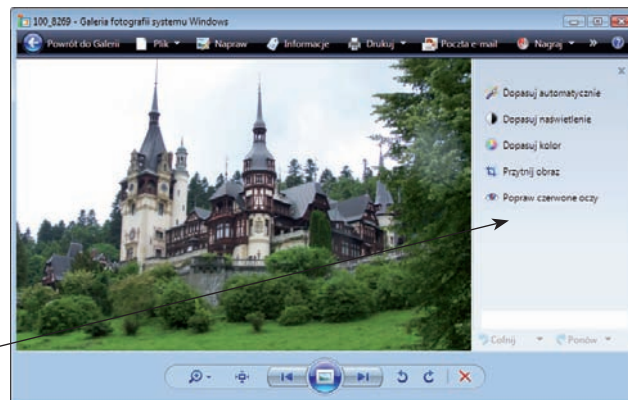 100_8269 - Galeria fotografii systemu Windows
Powrót do Galerii Plik Napraw Informacje Drukuj Poczta e-mail Nagraj »
Dopasuj automatycznie
Dopasuj naświetlenie
Dopasuj kolor
Przytnij obraz
Popraw czerwone oczy
Cofnij Ponów